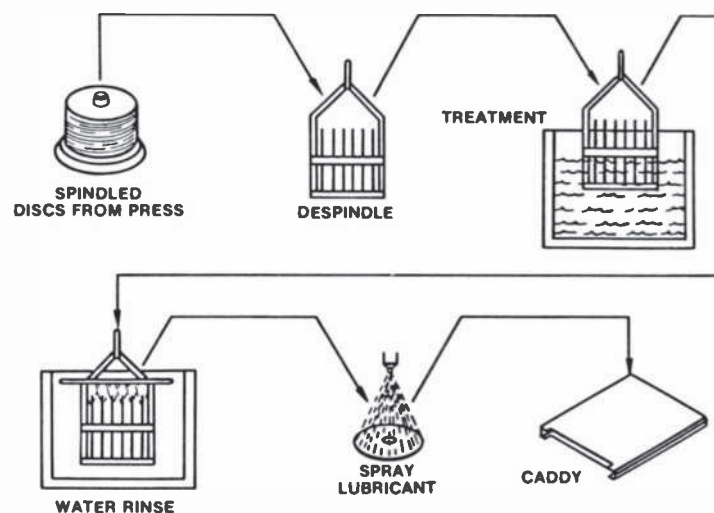 SPINDLED
DISCS FROM PRESS
DESPINDLE
TREATMENT
WATER RINSE
SPRAY
LUBRICANT
CADDY